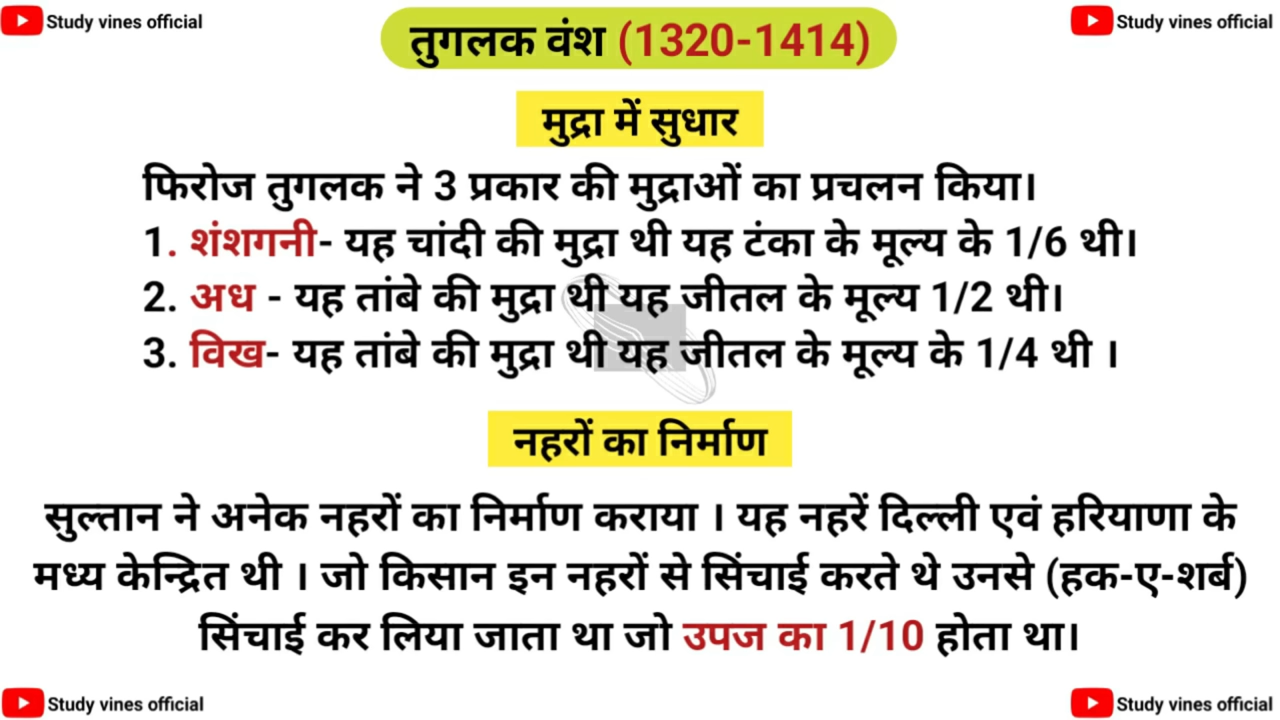 Study vines official
Study vines official
तुगलक वंश (1320-1414)
मुद्रा में सुधार
फिरोज तुगलक ने 3 प्रकार की मुद्राओं का प्रचलन किया।
1. शंशगनी- यह चांदी की मुद्रा थी यह टंका के मूल्य के 1/6 थी।
2. अध - यह तांबे की मुद्रा थी यह जीतल के मूल्य 1/2 थी।
3. विख- यह तांबे की मुद्रा थी यह जीतल के मूल्य के 1/4 थी ।
नहरों का निर्माण
सुल्तान ने अनेक नहरों का निर्माण कराया । यह नहरें दिल्ली एवं हरियाणा के
मध्य केन्द्रित थी । जो किसान इन नहरों से सिंचाई करते थे उनसे (हक-ए-शर्ब)
सिंचाई कर लिया जाता था जो उपज का 1/10 होता था।
Study vines official
Study vines official